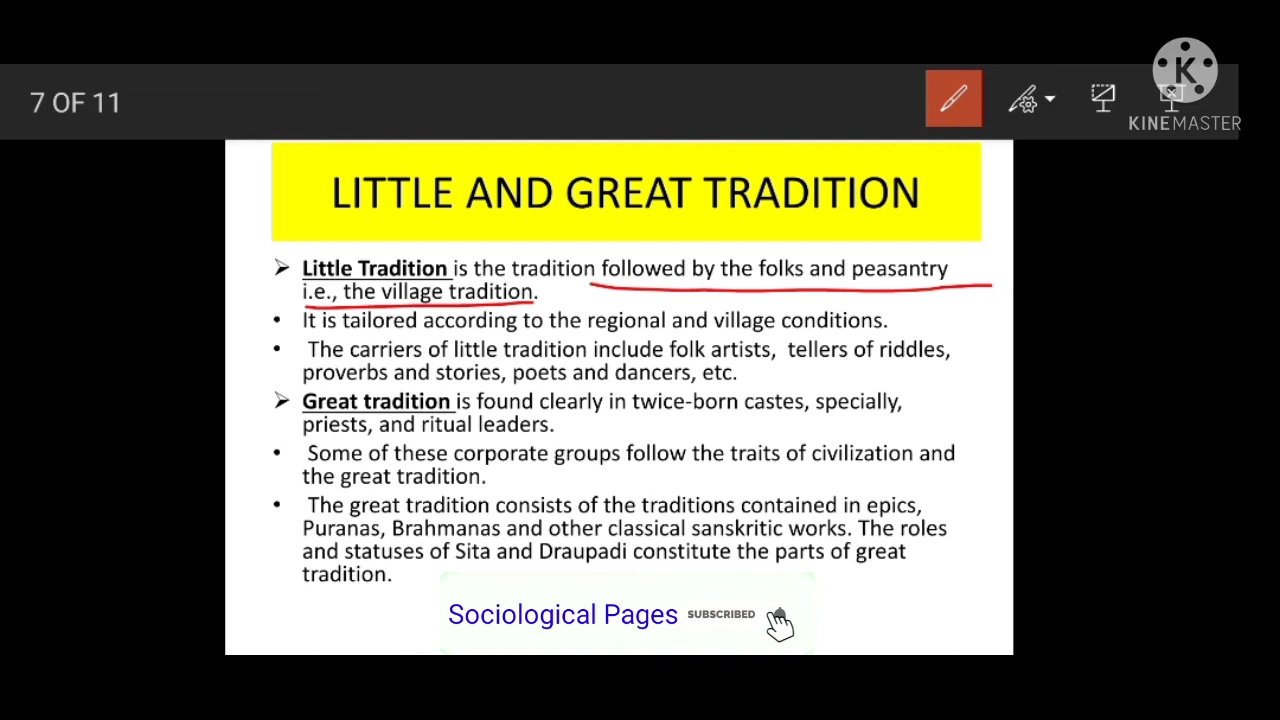 7 OF 11
KINEMASTER
LITTLE AND GREAT TRADITION
➢ Little Tradition is the tradition followed by the folks and peasantry
i.e., the village tradition.
• It is tailored according to the regional and village conditions.
• The carriers of little tradition include folk artists, tellers of riddles,
proverbs and stories, poets and dancers, etc.
➢ Great tradition is found clearly in twice-born castes, specially,
priests, and ritual leaders.
• Some of these corporate groups follow the traits of civilization and
the great tradition.
• The great tradition consists of the traditions contained in epics,
Puranas, Brahmanas and other classical sanskritic works. The roles
and statuses of Sita and Draupadi constitute the parts of great
tradition.
Sociological Pages SUBSCRIBED